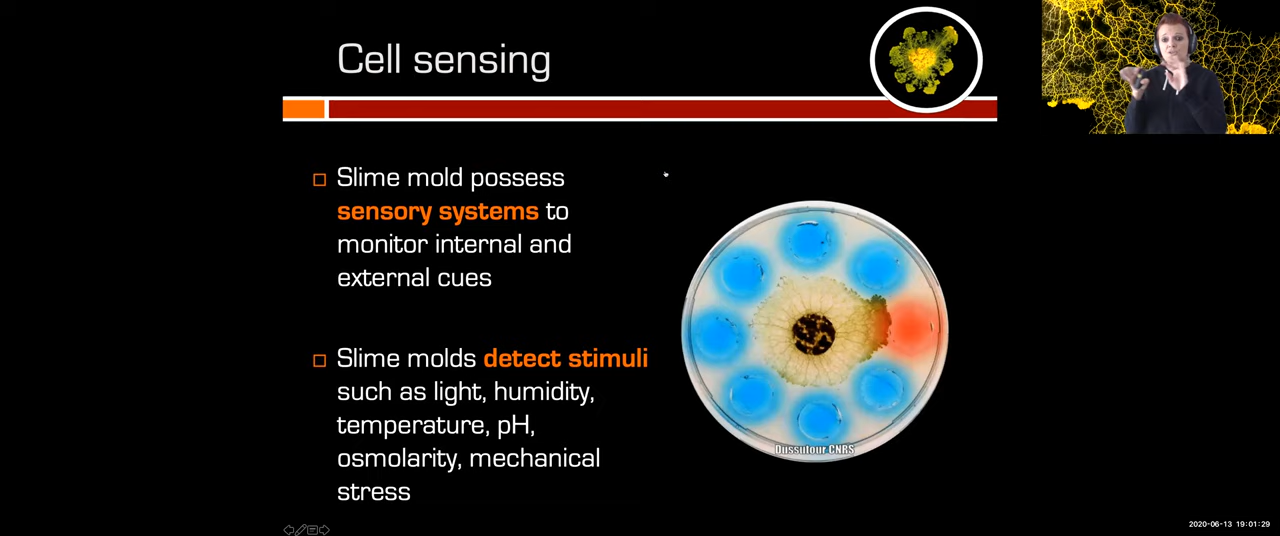 Cell sensing
Slime mold possess
sensory systems to
monitor internal and
external cues
Slime molds detect stimuli
such as light, humidity,
temperature, pH,
osmolarity, mechanical
stress
Dussutour CNRS
2020-06-13 19:01:29